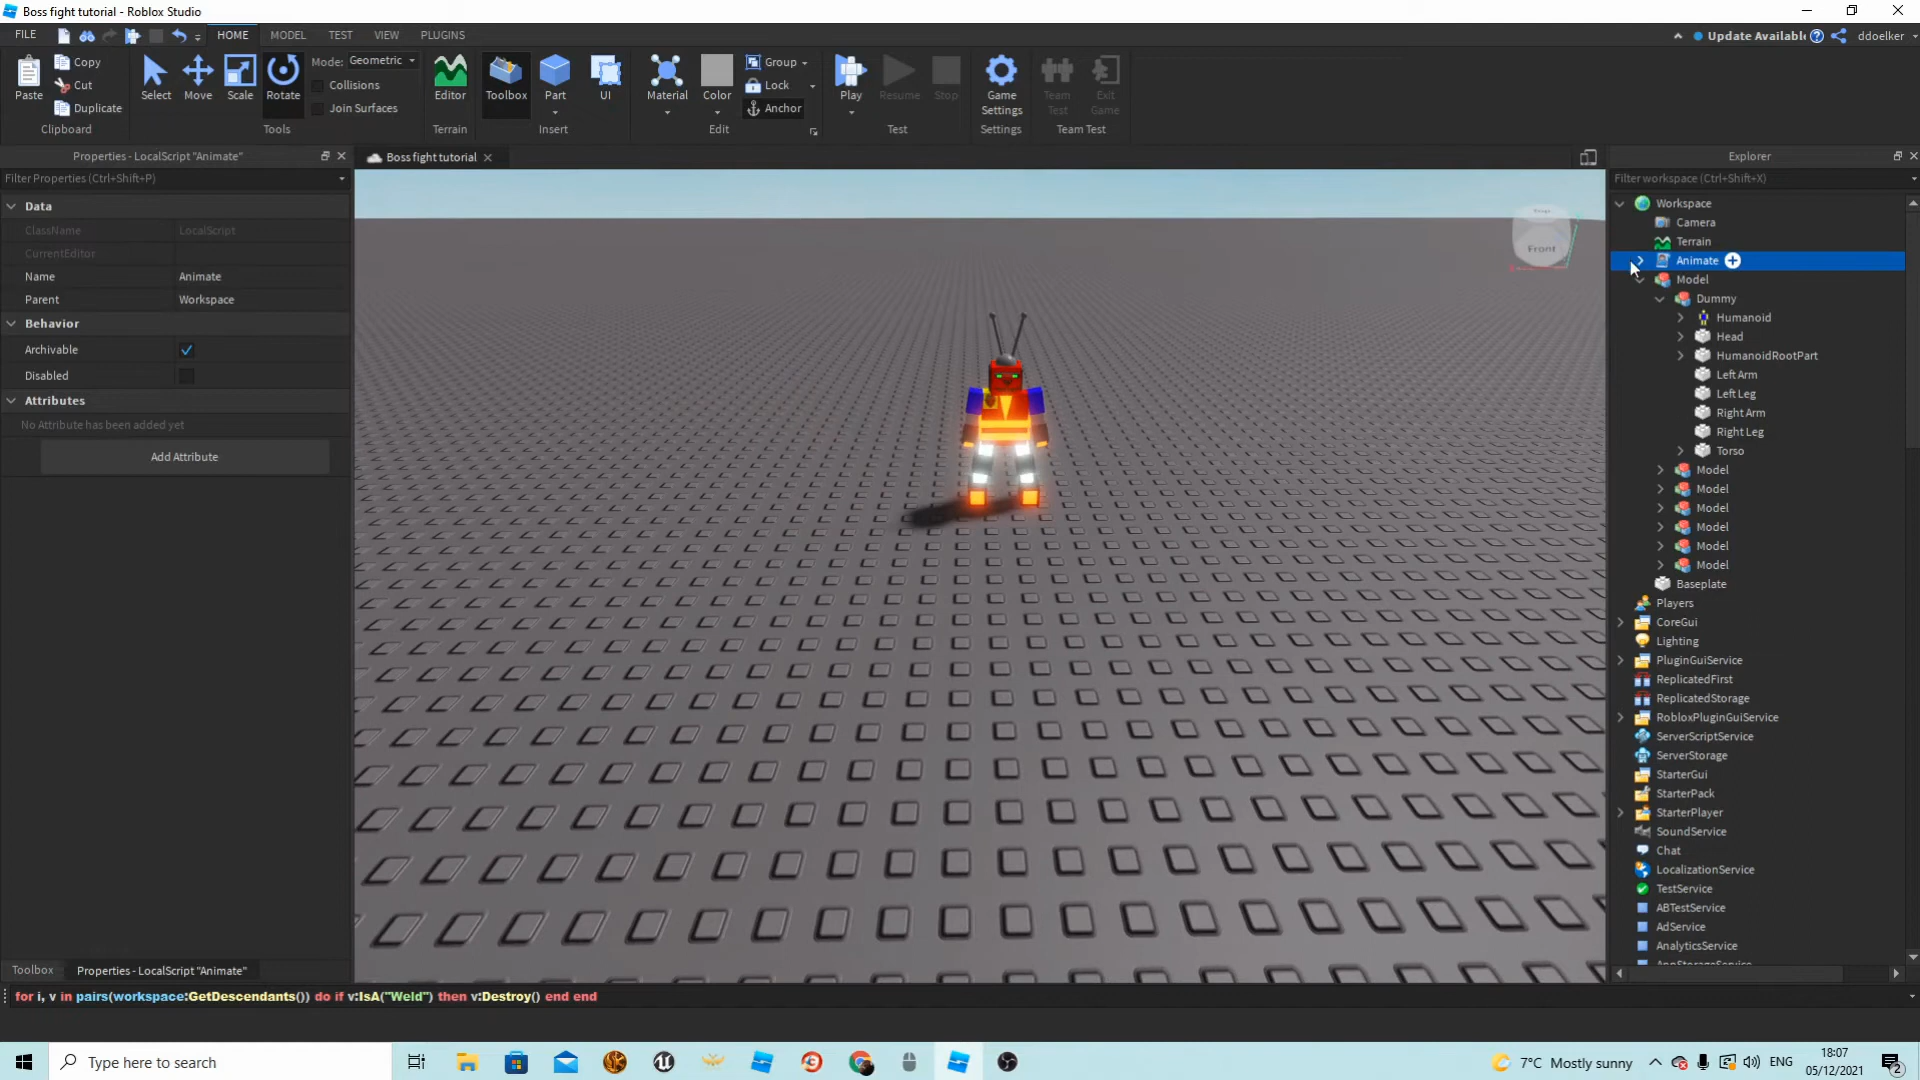 Boss fight tutorial - Roblox Studio
FILE HOME MODEL TEST VIEW PLUGINS Update Available ddoelker
Paste Copy Cut Duplicate Clipboard
Select Move Scale Rotate Mode: Geometric Collisions Join Surfaces Tools
Editor Terrain
Toolbox Part UI Insert
Material Color Group Lock Anchor Edit
Play Resume Stop Test
Game Settings Settings
Team Test Exit Game Team Test
Properties - LocalScript "Animate"
Filter Properties (Ctrl+Shift+P)
Data
ClassName LocalScript
CurrentEditor
Name Animate
Parent Workspace
Behavior
Archivable
Disabled
Attributes
No Attribute has been added yet
Add Attribute
Toolbox Properties - LocalScript "Animate"
Boss fight tutorial
Front
Explorer
Filter workspace (Ctrl+Shift+X)
Workspace
Camera
Terrain
Animate
Model
Dummy
Humanoid
Head
HumanoidRootPart
Left Arm
Left Leg
Right Arm
Right Leg
Torso
Model
Model
Model
Model
Model
Model
Baseplate
Players
CoreGui
Lighting
PluginGuiService
ReplicatedFirst
ReplicatedStorage
RobloxPluginGuiService
ServerScriptService
ServerStorage
StarterGui
StarterPack
StarterPlayer
SoundService
Chat
LocalizationService
TestService
ABTestService
AdService
AnalyticsService
for i, v in pairs(workspace:GetDescendants()) do if v:IsA("Weld") then v:Destroy() end end
Type here to search
7°C Mostly sunny
ENG
18:07
05/12/2021
2